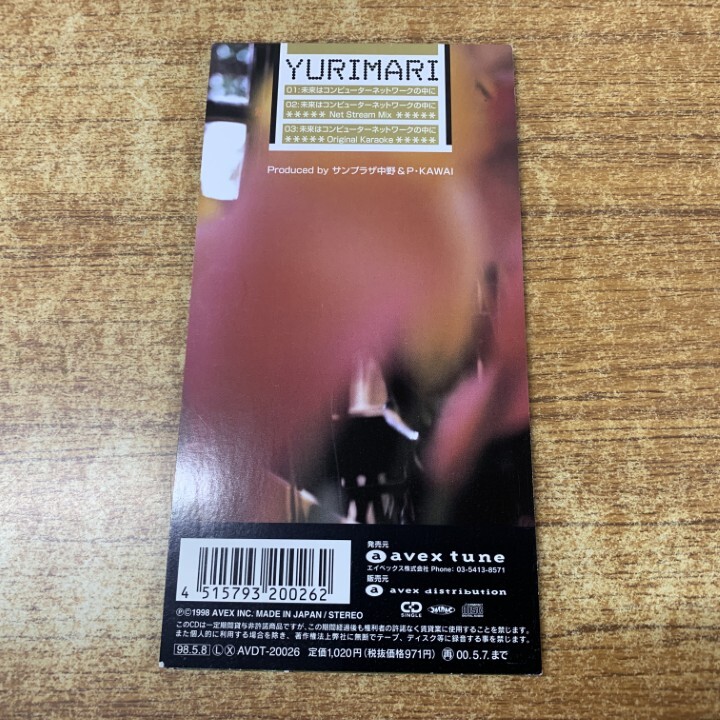 YURIMARI
01:未来はコンピューターネットワークの中に
02:未来はコンピューターネットワークの中に
***** Net Stream Mix *****
03:未来はコンピューターネットワークの中に
***** Original Karaoke *****
Produced by サンプラザ中野&P・KAWAI
発売元
a avex tune
エイベックス株式会社 Phone: 03-5413-8571
販売元
a avex distribution
4 515793 200262
CD SINGLE
ⓅⒸ1998 AVEX INC. MADE IN JAPAN / STEREO
このCDは一定期間貸与非許諾商品ですが、この期間経過後も権利者の許諾なく賃貸業に使用することを禁じます。
また個人的に利用する場合を除き、著作権法上弊社に無断でテープ、ディスク等に録音する事を禁じます。
98.5.8 Ⓛ Ⓧ AVDT-20026 定価1,020円(税抜価格971円) 再 00.5.7.まで